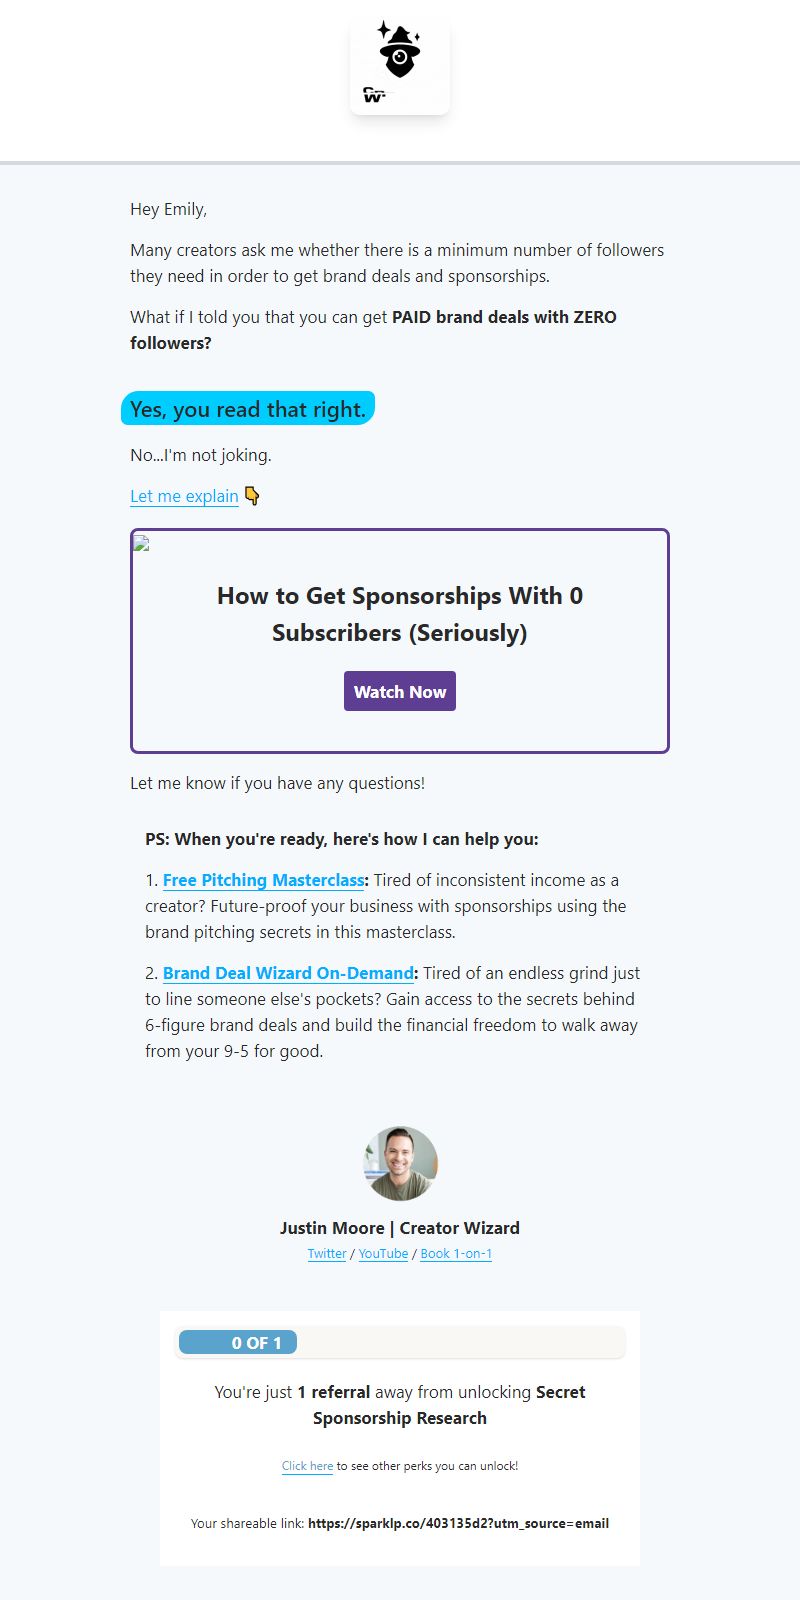 CW
Hey Emily,
Many creators ask me whether there is a minimum number of followers
they need in order to get brand deals and sponsorships.
What if I told you that you can get PAID brand deals with ZERO
followers?
Yes, you read that right.
No...I'm not joking.
Let me explain 👇
How to Get Sponsorships With 0
Subscribers (Seriously)
Watch Now
Let me know if you have any questions!
PS: When you're ready, here's how I can help you:
1. Free Pitching Masterclass: Tired of inconsistent income as a
creator? Future-proof your business with sponsorships using the
brand pitching secrets in this masterclass.
2. Brand Deal Wizard On-Demand: Tired of an endless grind just
to line someone else's pockets? Gain access to the secrets behind
6-figure brand deals and build the financial freedom to walk away
from your 9-5 for good.
Justin Moore | Creator Wizard
Twitter / YouTube / Book 1-on-1
0 OF 1
You're just 1 referral away from unlocking Secret
Sponsorship Research
Click here to see other perks you can unlock!
Your shareable link: https://sparklp.co/403135d2?utm_source=email